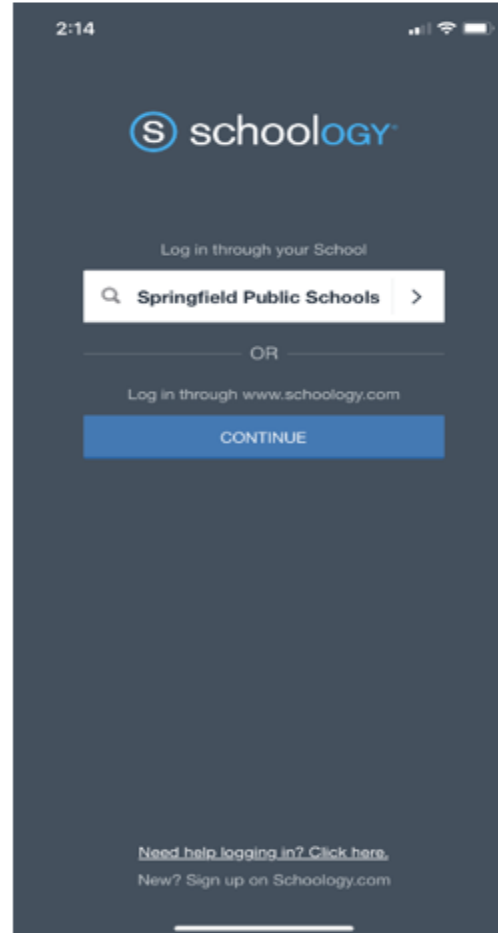 2:14
S schoology
Log in through your School
Springfield Public Schools
OR
Log in through www.schoology.com
CONTINUE
Need help logging in? Click here.
New? Sign up on Schoology.com